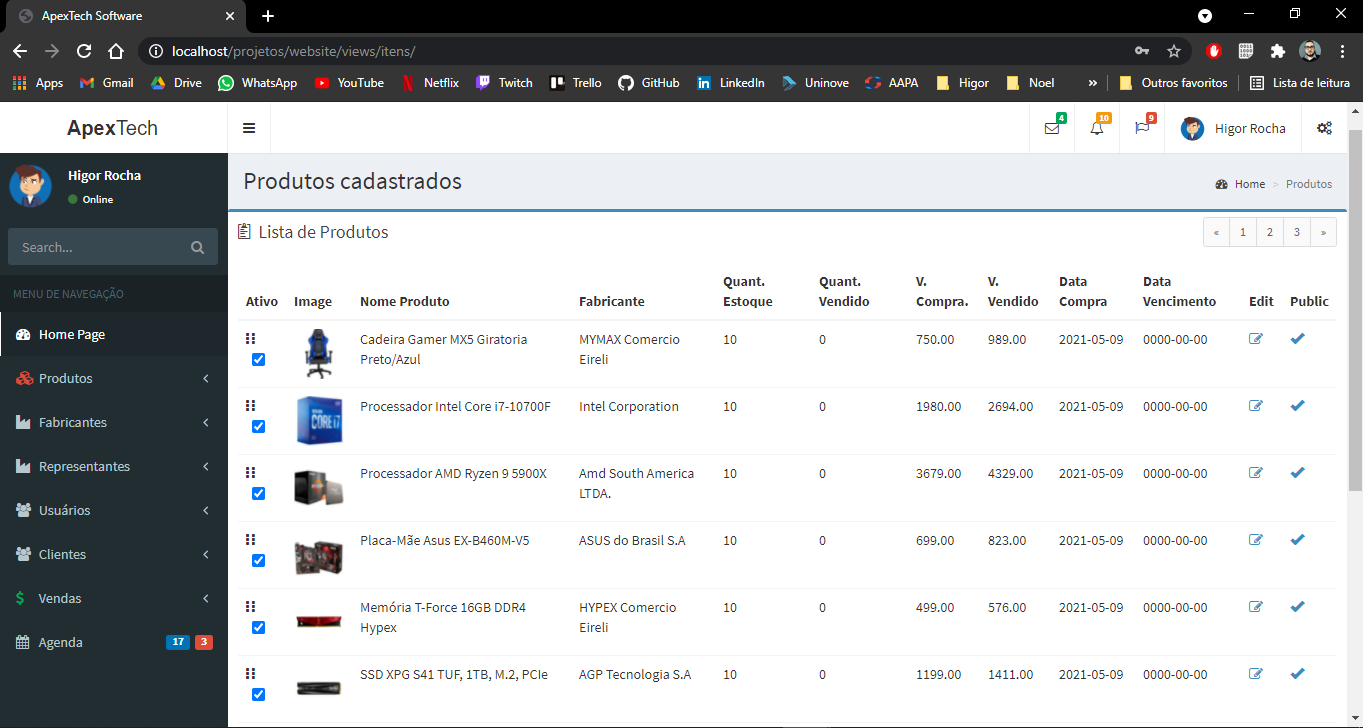 ApexTech Software
localhost/projetos/website/views/itens/
Apps Gmail Drive WhatsApp YouTube Netflix Twitch Trello GitHub LinkedIn Uninove AAPA Higor Noel » Outros favoritos Lista de leitura
ApexTech
4 10 9 Higor Rocha
Higor Rocha
Online
Search...
MENU DE NAVEGAÇÃO
Home Page
Produtos
Fabricantes
Representantes
Usuários
Clientes
Vendas
Agenda 17 3
Produtos cadastrados
Home > Produtos
Lista de Produtos
« 1 2 3 »
Ativo Image Nome Produto Fabricante Quant. Estoque Quant. Vendido V. Compra. V. Vendido Data Compra Data Vencimento Edit Public
Cadeira Gamer MX5 Giratoria MYMAX Comercio 10 0 750.00 989.00 2021-05-09 0000-00-00
Preto/Azul Eireli
CORE i7
Processador Intel Core i7-10700F Intel Corporation 10 0 1980.00 2694.00 2021-05-09 0000-00-00
Processador AMD Ryzen 9 5900X Amd South America 10 0 3679.00 4329.00 2021-05-09 0000-00-00
LTDA.
Placa-Mãe Asus EX-B460M-V5 ASUS do Brasil S.A 10 0 699.00 823.00 2021-05-09 0000-00-00
Memória T-Force 16GB DDR4 HYPEX Comercio 10 0 499.00 576.00 2021-05-09 0000-00-00
Hypex Eireli
SSD XPG S41 TUF, 1TB, M.2, PCIe AGP Tecnologia S.A 10 0 1199.00 1411.00 2021-05-09 0000-00-00